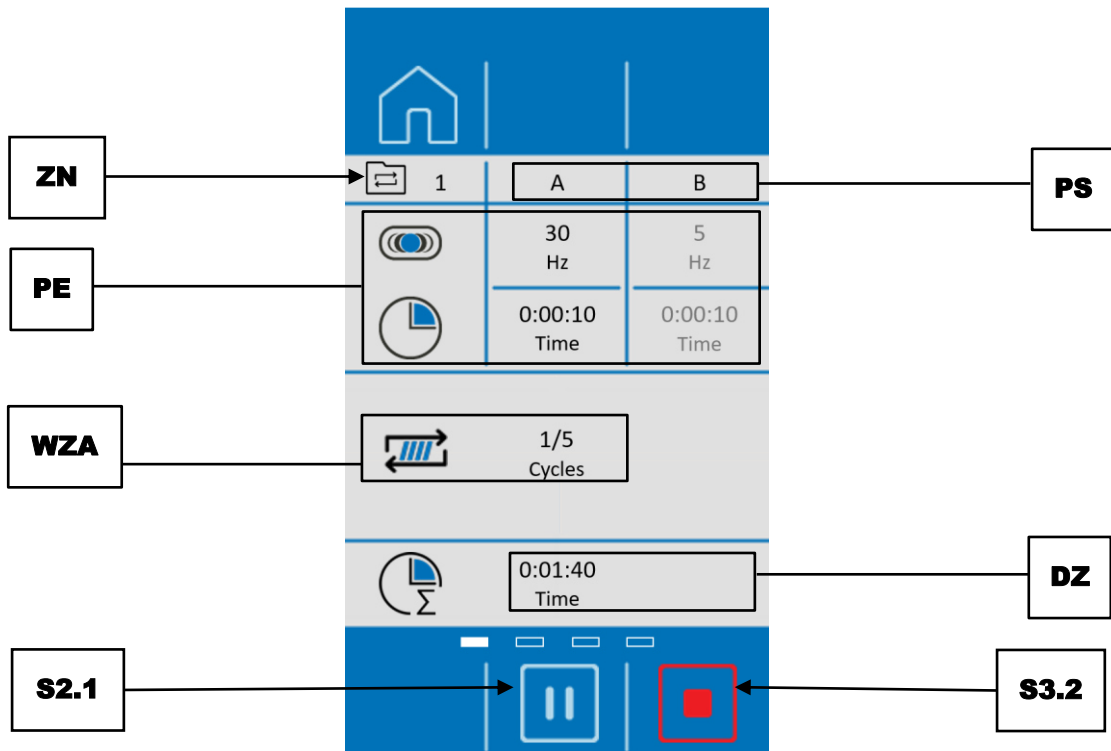 ZN
1
A
B
PS
PE
30
Hz
5
Hz
0:00:10
Time
0:00:10
Time
WZA
1/5
Cycles
0:01:40
Time
Σ
DZ
S2.1
S3.2